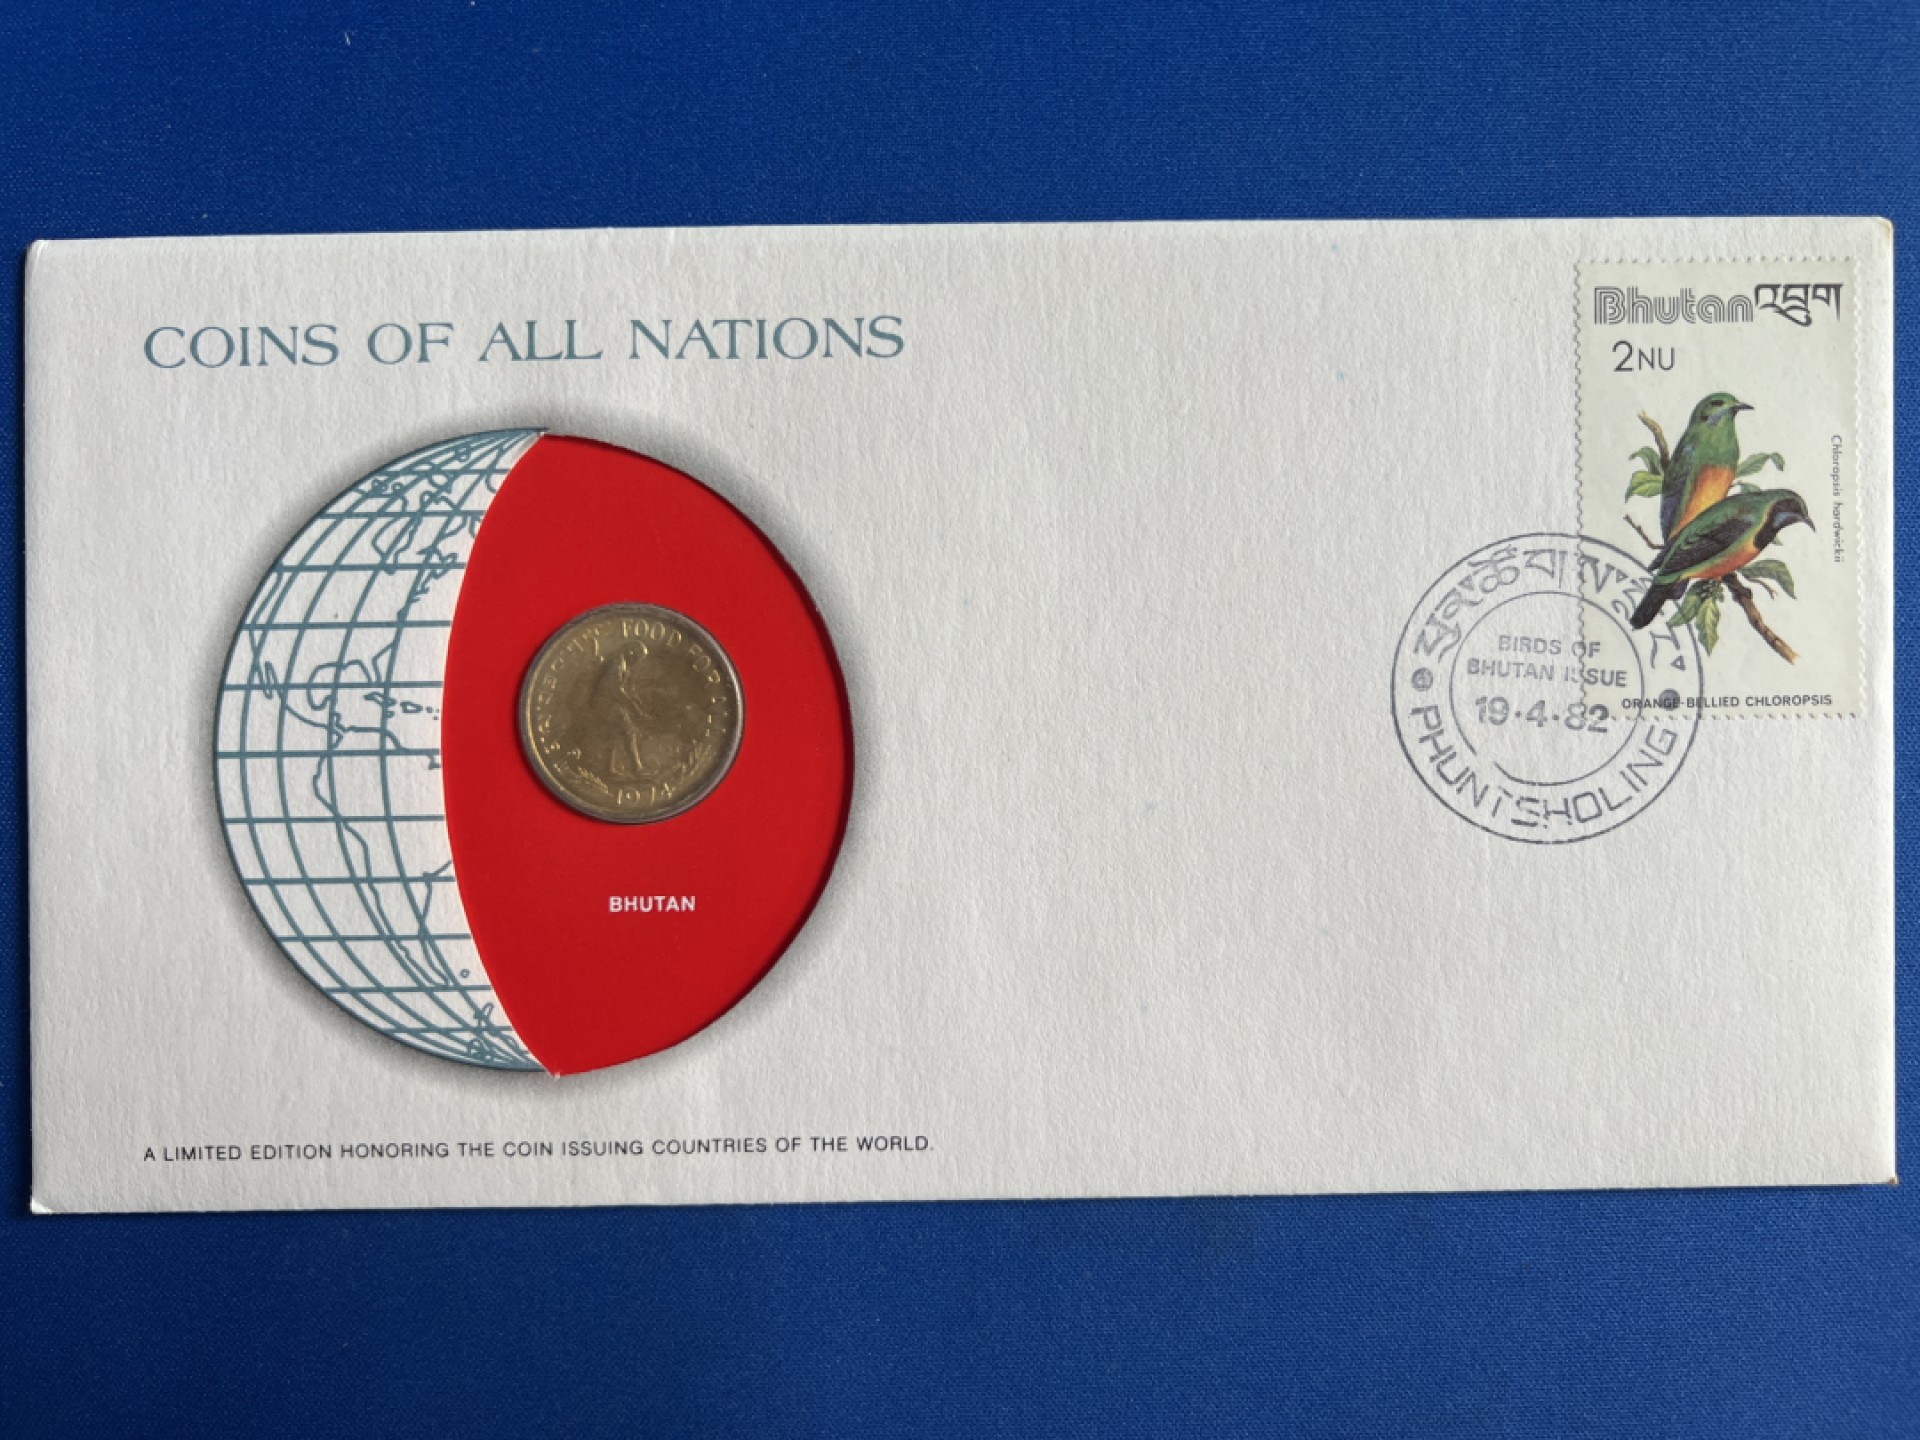 COINS OF ALL NATIONS
Bhutan འབྲུག
2NU
Chloropsis hardwickii
ORANGE-BELLIED CHLOROPSIS
BIRDS OF
BHUTAN ISSUE
19·4·82
PHUNTSHOLING
FOOD FOR ALL
1974
BHUTAN
A LIMITED EDITION HONORING THE COIN ISSUING COUNTRIES OF THE WORLD.